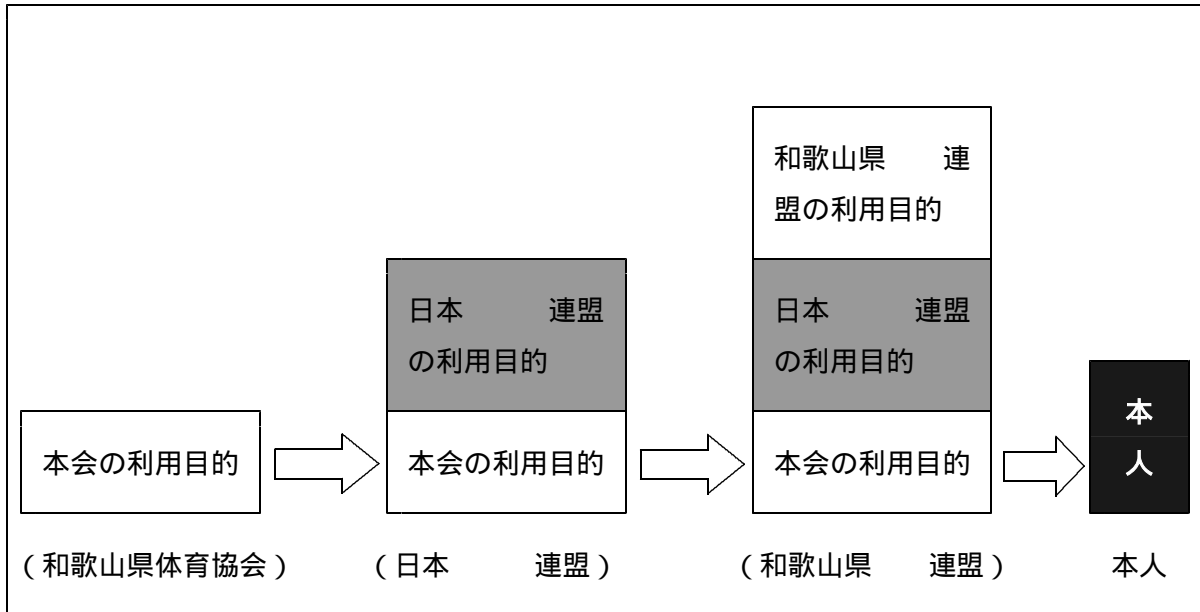 和歌山県　　連
盟の利用目的
日本　　　連盟
の利用目的
日本　　　連盟
の利用目的
本会の利用目的
本会の利用目的
本会の利用目的
本
人
(和歌山県体育協会)
(日本　　　連盟)
(和歌山県　　連盟)
本人